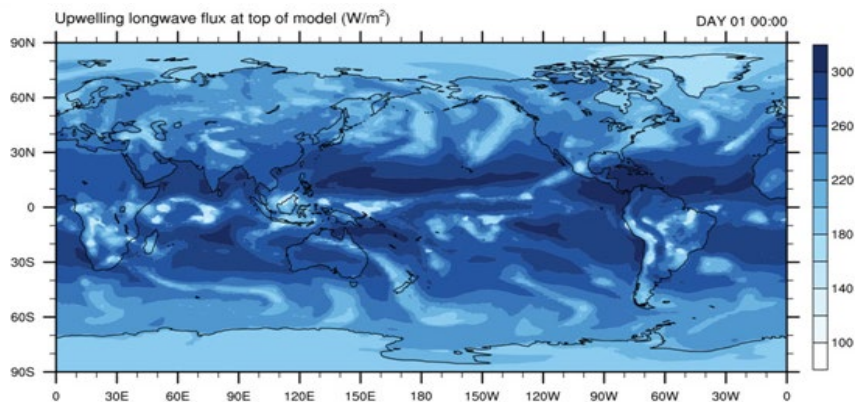 Upwelling longwave flux at top of model (W/m²)
DAY 01 00:00
90N
60N
30N
0
30S
60S
90S
0 30E 60E 90E 120E 150E 180 150W 120W 90W 60W 30W 0
300
260
220
180
140
100